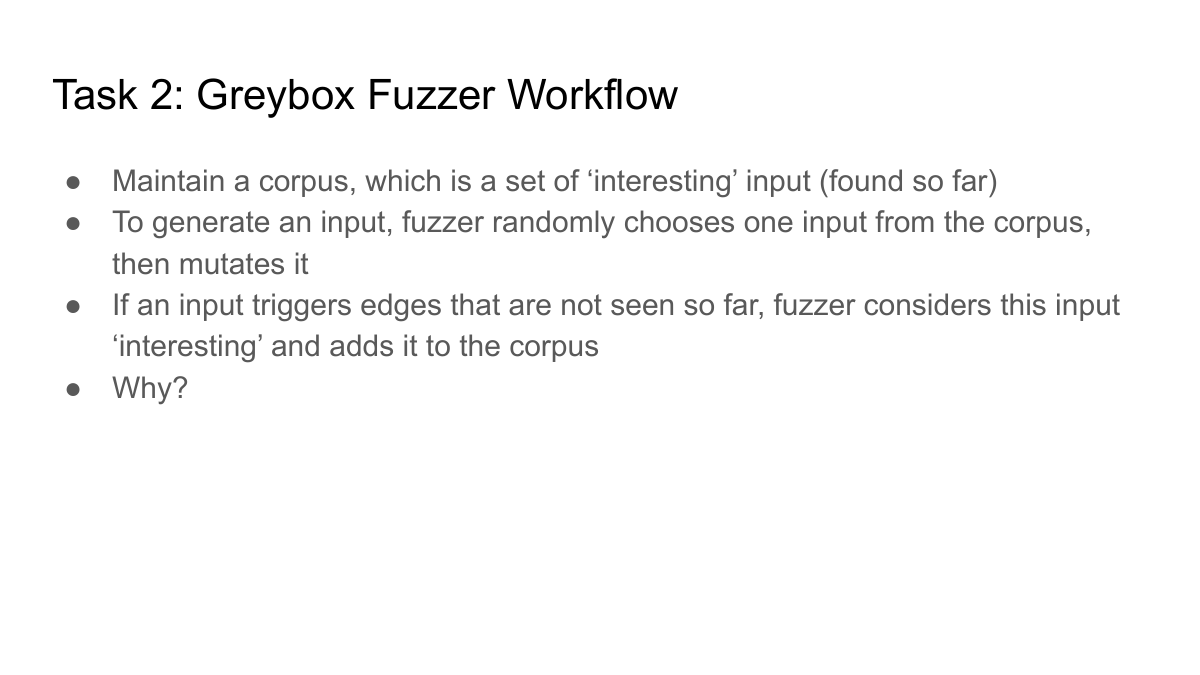 Task 2: Greybox Fuzzer Workflow
● Maintain a corpus, which is a set of ‘interesting’ input (found so far)
● To generate an input, fuzzer randomly chooses one input from the corpus,
then mutates it
● If an input triggers edges that are not seen so far, fuzzer considers this input
‘interesting’ and adds it to the corpus
● Why?